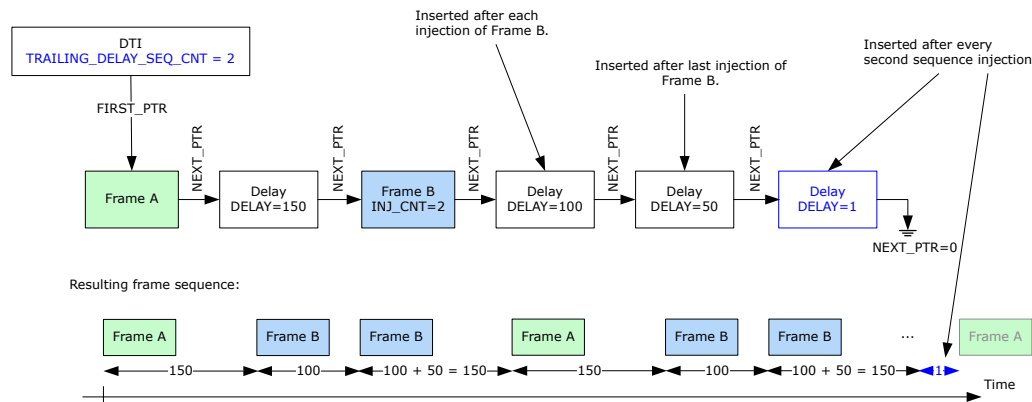 Inserted after each
injection of Frame B.
DTI
TRAILING_DELAY_SEQ_CNT = 2
Inserted after last injection of
Frame B.
Inserted after every
second sequence injection
FIRST_PTR
NEXT_PTR
NEXT_PTR
NEXT_PTR
NEXT_PTR
NEXT_PTR
Frame A
Delay
DELAY=150
Frame B
INJ_CNT=2
Delay
DELAY=100
Delay
DELAY=50
Delay
DELAY=1
NEXT_PTR=0
Resulting frame sequence:
Frame A
Frame B
Frame B
Frame A
Frame B
Frame B
...
Frame A
150
100
100 + 50 = 150
150
100
100 + 50 = 150
1
Time